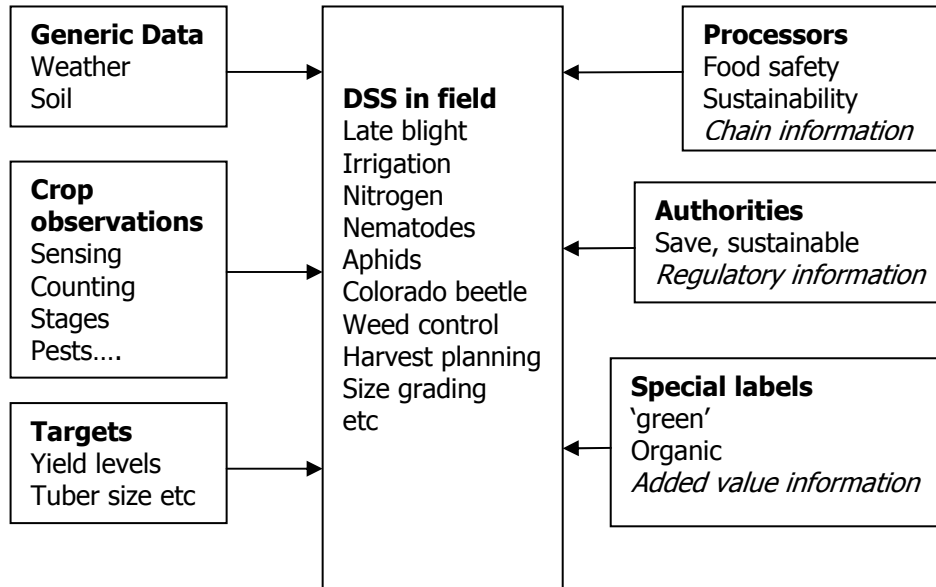 Generic Data
Weather
Soil
Crop
observations
Sensing
Counting
Stages
Pests….
Targets
Yield levels
Tuber size etc
DSS in field
Late blight
Irrigation
Nitrogen
Nematodes
Aphids
Colorado beetle
Weed control
Harvest planning
Size grading
etc
Processors
Food safety
Sustainability
Chain information
Authorities
Save, sustainable
Regulatory information
Special labels
‘green’
Organic
Added value information